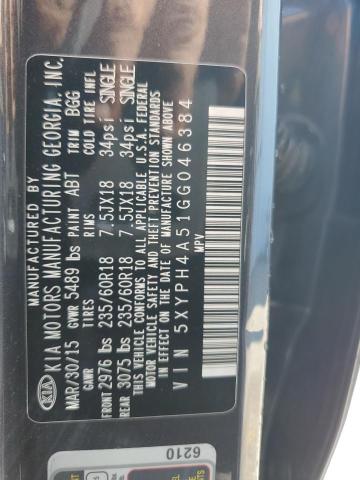 KIA KIA MOTORS MANUFACTURING GEORGIA, INC.
MAR/30/15 GVWR 5489 lbs PAINT ABT TRIM BGG
GAWR TIRES RIMS COLD TIRE INFL
FRONT 2976 lbs 235/60R18 7.5JX18 34psi SINGLE
REAR 3075 lbs 235/60R18 7.5JX18 34psi SINGLE
THIS VEHICLE CONFORMS TO ALL APPLICABLE U.S.A. FEDERAL
MOTOR VEHICLE SAFETY AND THEFT PREVENTION STANDARDS
IN EFFECT ON THE DATE OF MANUFACTURE SHOWN ABOVE.
VIN 5XYPH4A51GG046384
MPV
6210